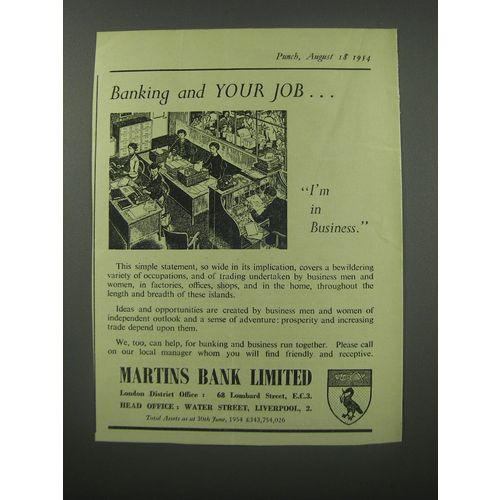 Punch, August 18 1954
Banking and YOUR JOB...
"I'm
in
Business."
This simple statement, so wide in its implication, covers a bewildering
variety of occupations, and of trading undertaken by business men and
women, in factories, offices, shops, and in the home, throughout the
length and breadth of these islands.
Ideas and opportunities are created by business men and women of
independent outlook and a sense of adventure; prosperity and increasing
trade depend upon them.
We, too, can help, for banking and business run together. Please call
on our local manager whom you will find friendly and receptive.
MARTINS BANK LIMITED
London District Office : 68 Lombard Street, E.C.3.
HEAD OFFICE : WATER STREET, LIVERPOOL, 2.
Total Assets as at 30th June, 1954 £343,754,026